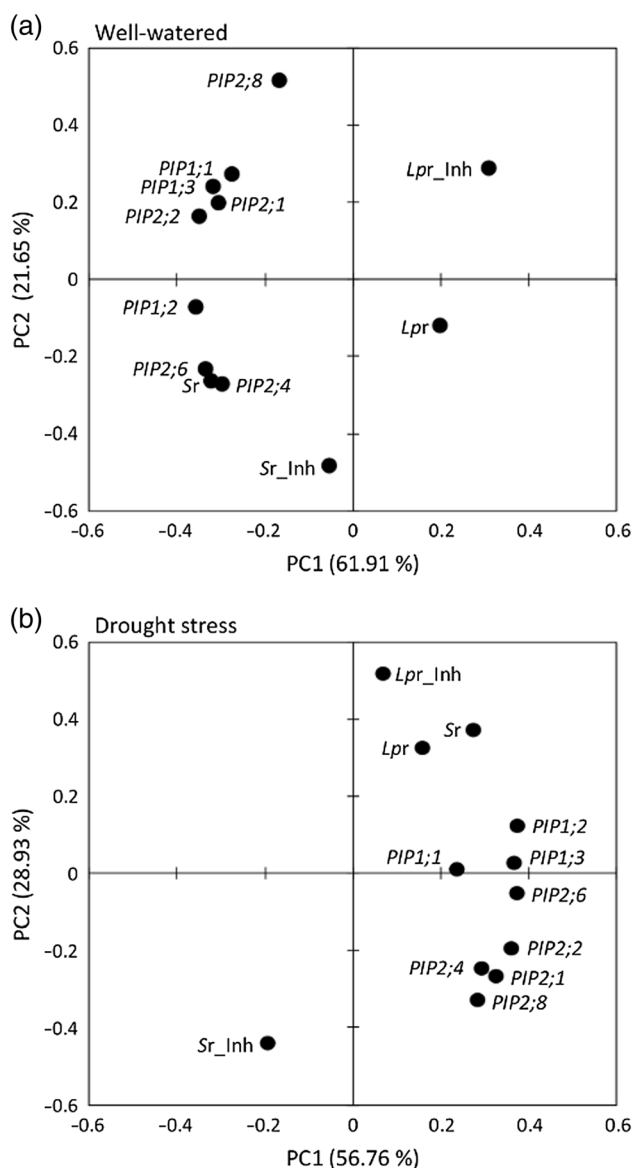 (a) Well-watered
0.6
PIP2;8
0.4
PIP1;1
Lpr_Inh
PIP1;3
0.2
PIP2;1
PIP2;2
PC2 (21.65 %)
0
PIP1;2
Lpr
−0.2
PIP2;6
Sr
PIP2;4
−0.4
Sr_Inh
−0.6
−0.6 −0.4 −0.2 0 0.2 0.4 0.6
PC1 (61.91 %)
(b) Drought stress
0.6
Lpr_Inh
0.4
Sr
Lpr
0.2
PIP1;2
PIP1;1
PIP1;3
PC2 (28.93 %)
0
PIP2;6
−0.2
PIP2;2
PIP2;4
PIP2;1
PIP2;8
−0.4
Sr_Inh
−0.6
−0.6 −0.4 −0.2 0 0.2 0.4 0.6
PC1 (56.76 %)